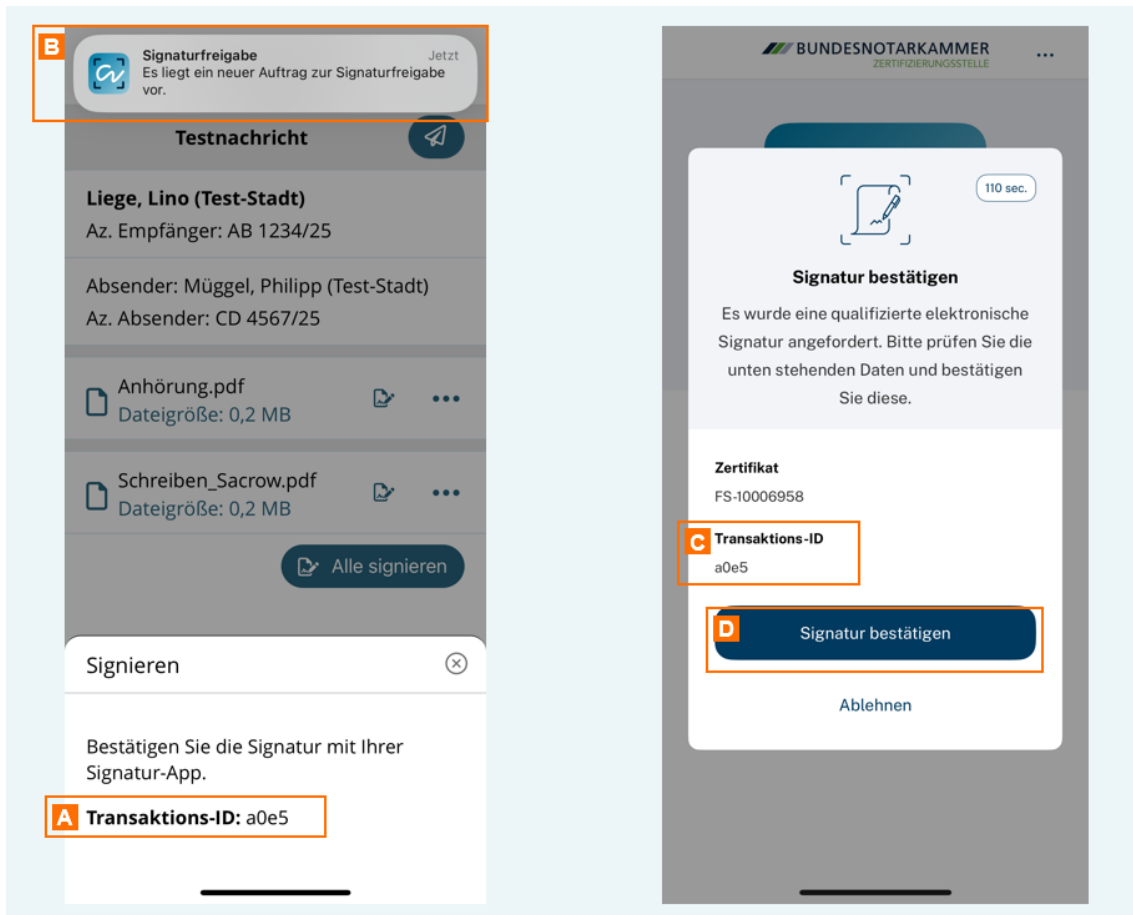 B
Signaturfreigabe
Jetzt
Es liegt ein neuer Auftrag zur Signaturfreigabe
vor.
Testnachricht
Liege, Lino (Test-Stadt)
Az. Empfänger: AB 1234/25
Absender: Müggel, Philipp (Test-Stadt)
Az. Absender: CD 4567/25
Anhörung.pdf
Dateigröße: 0,2 MB
Schreiben_Sacrow.pdf
Dateigröße: 0,2 MB
Alle signieren
Signieren
Bestätigen Sie die Signatur mit Ihrer
Signatur-App.
A
Transaktions-ID: a0e5
BUNDESNOTARKAMMER
ZERTIFIZIERUNGSSTELLE
110 sec.
Signatur bestätigen
Es wurde eine qualifizierte elektronische
Signatur angefordert. Bitte prüfen Sie die
unten stehenden Daten und bestätigen
Sie diese.
Zertifikat
FS-10006958
C
Transaktions-ID
a0e5
D
Signatur bestätigen
Ablehnen